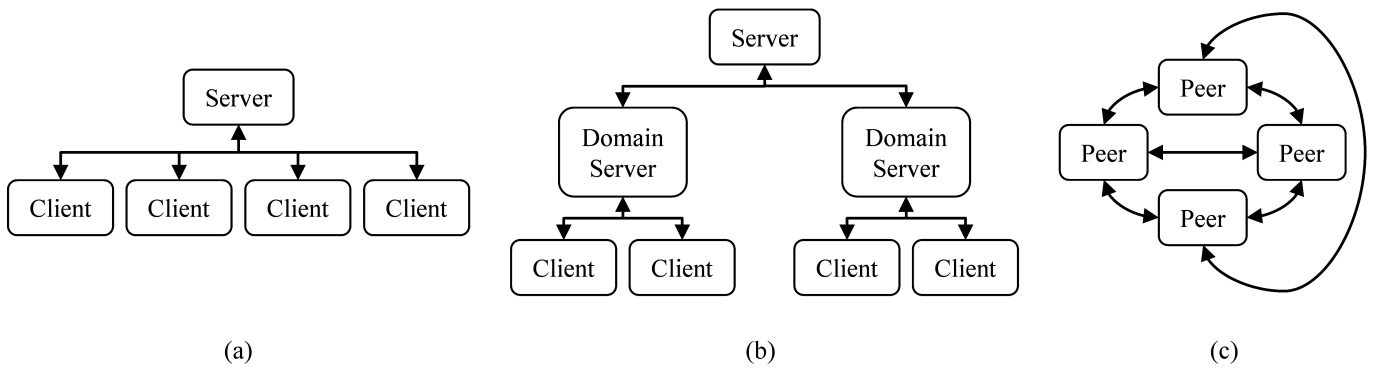 Server
Client
Client
Client
Client
(a)
Server
Domain
Server
Domain
Server
Client
Client
Client
Client
(b)
Peer
Peer
Peer
Peer
(c)